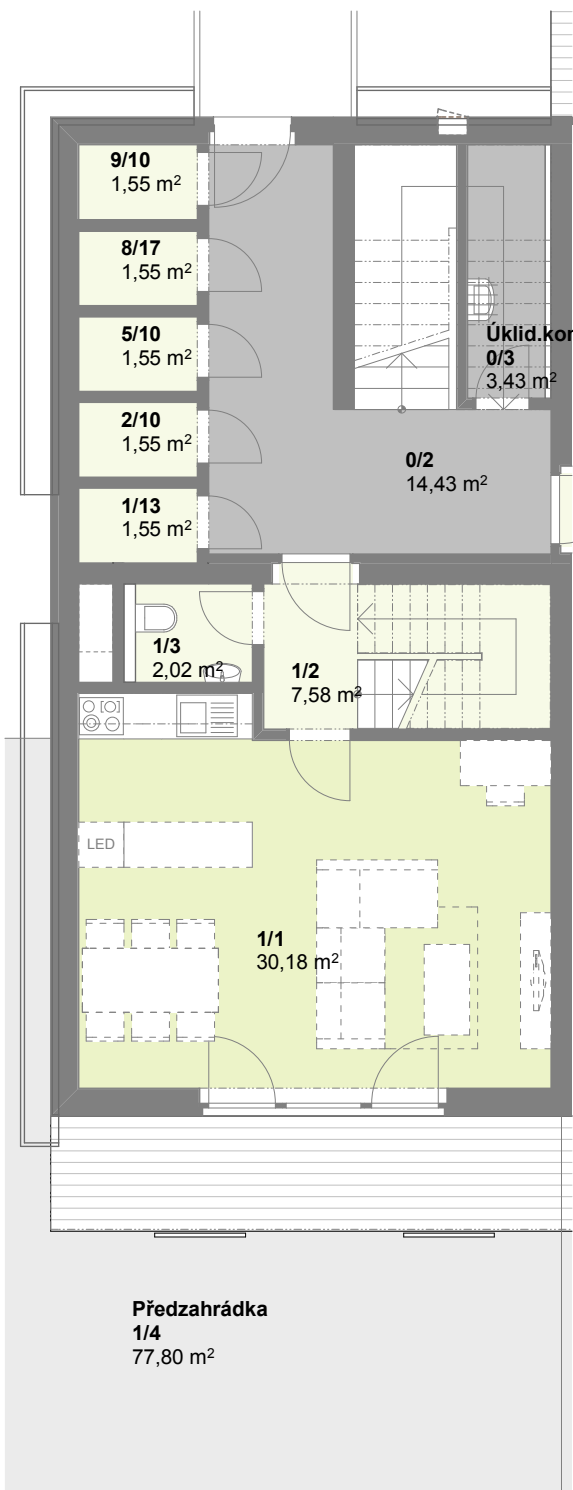 9/10
1,55 m²
8/17
1,55 m²
5/10
1,55 m²
2/10
1,55 m²
1/13
1,55 m²
Úklid.kom
0/3
3,43 m²
0/2
14,43 m²
1/3
2,02 m²
1/2
7,58 m²
LED
1/1
30,18 m²
Předzahrádka
1/4
77,80 m²